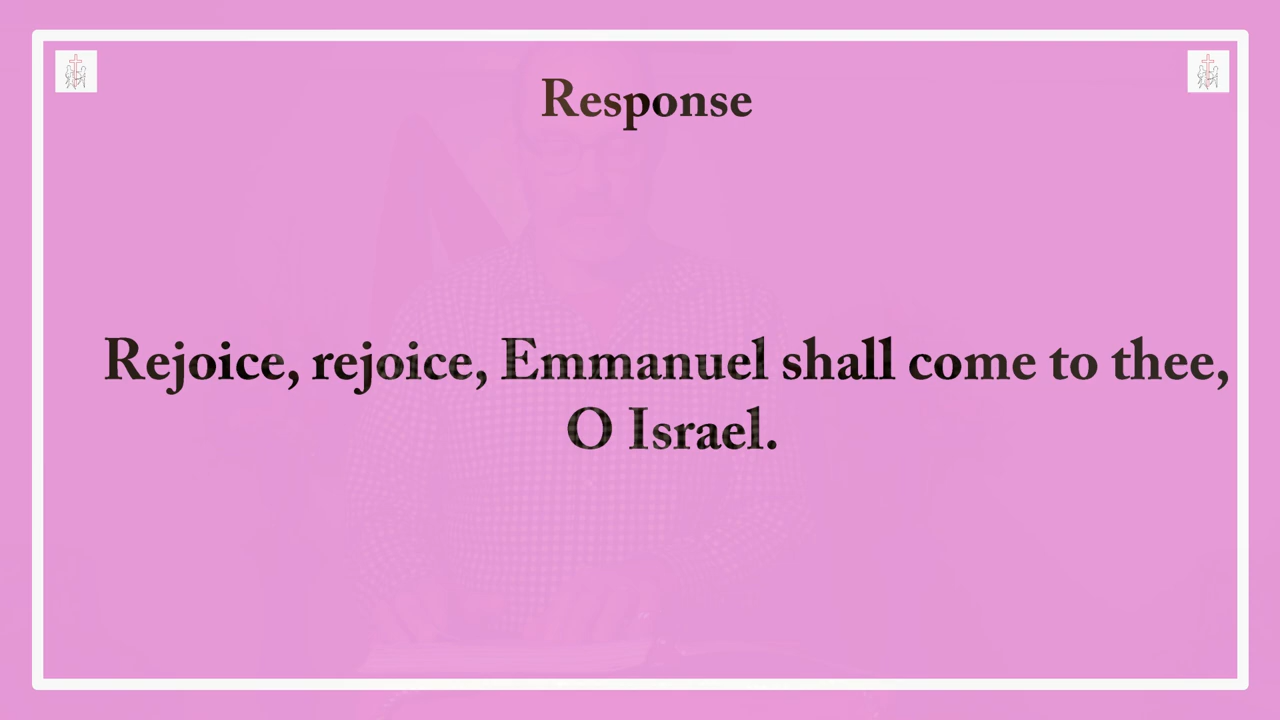 Response
Rejoice, rejoice, Emmanuel shall come to thee,
O Israel.